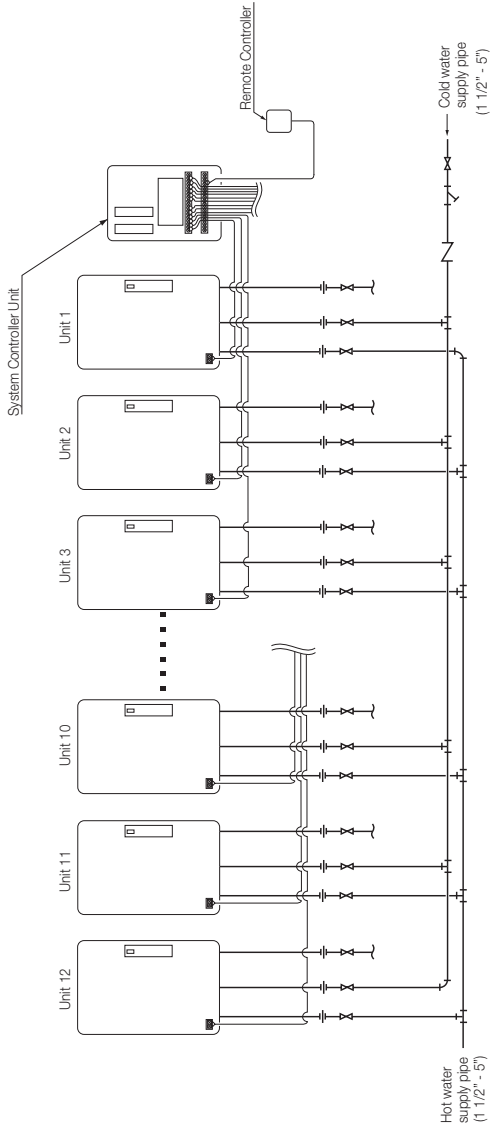 System Controller Unit
Remote Controller
Unit 12
Unit 11
Unit 10
Unit 3
Unit 2
Unit 1
Hot water
supply pipe
(1 1/2" - 5")
Cold water
supply pipe
(1 1/2" - 5")